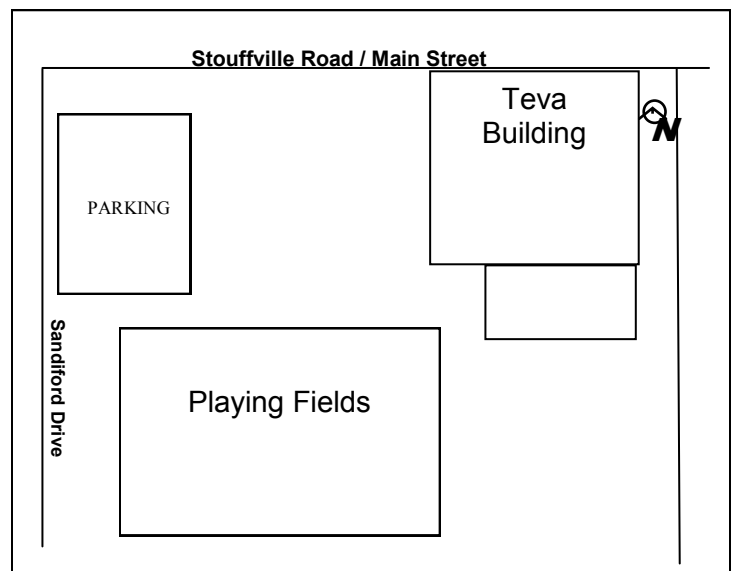 Stouffville Road / Main Street
Teva
Building
N
PARKING
Sandiford Drive
Playing Fields